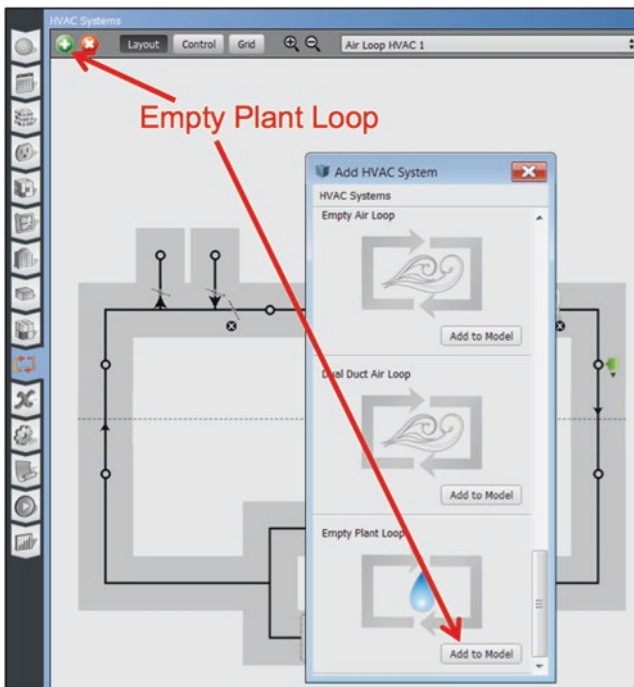 HVAC Systems
Layout Control Grid Air Loop HVAC 1
Empty Plant Loop
Add HVAC System
HVAC Systems
Empty Air Loop
Add to Model
Dual Duct Air Loop
Add to Model
Empty Plant Loop
Add to Model